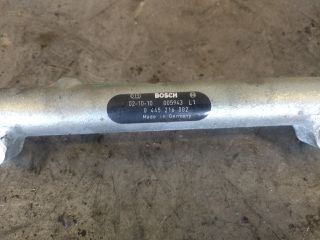 BOSCH
02-10-10 005943 L1
0 445 216 002
Made in Germany